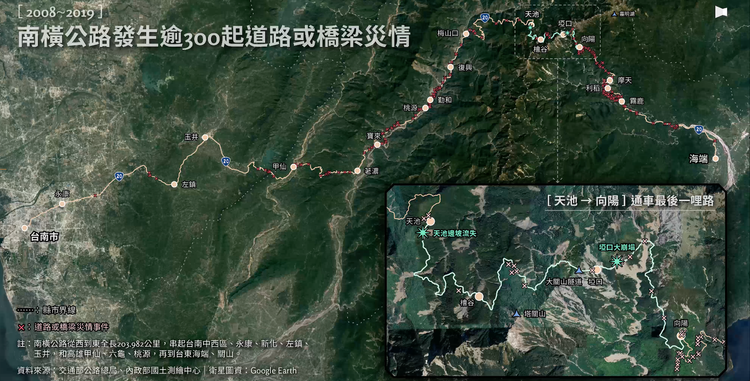 [ 2008~2019 ]
南橫公路發生逾300起道路或橋梁災情
天池
埡口
20
梅山口
檜谷
向陽
復興
摩天
利稻
桃源
勤和
霧鹿
20
寶來
玉井
20
甲仙
荖濃
海端
20
左鎮
永康
台南市
[ 天池 → 向陽 ] 通車最後一哩路
天池
天池邊坡流失
埡口大崩塌
大關山隧道
埡口
檜谷
塔關山
向陽
：縣市界線
：道路或橋梁災情事件
註：南橫公路從西到東全長203.982公里，串起台南中西區、永康、新化、左鎮、
玉井，和高雄甲仙、六龜、桃源，再到台東海端、關山。
資料來源：交通部公路總局、內政部國土測繪中心｜衛星圖資：Google Earth